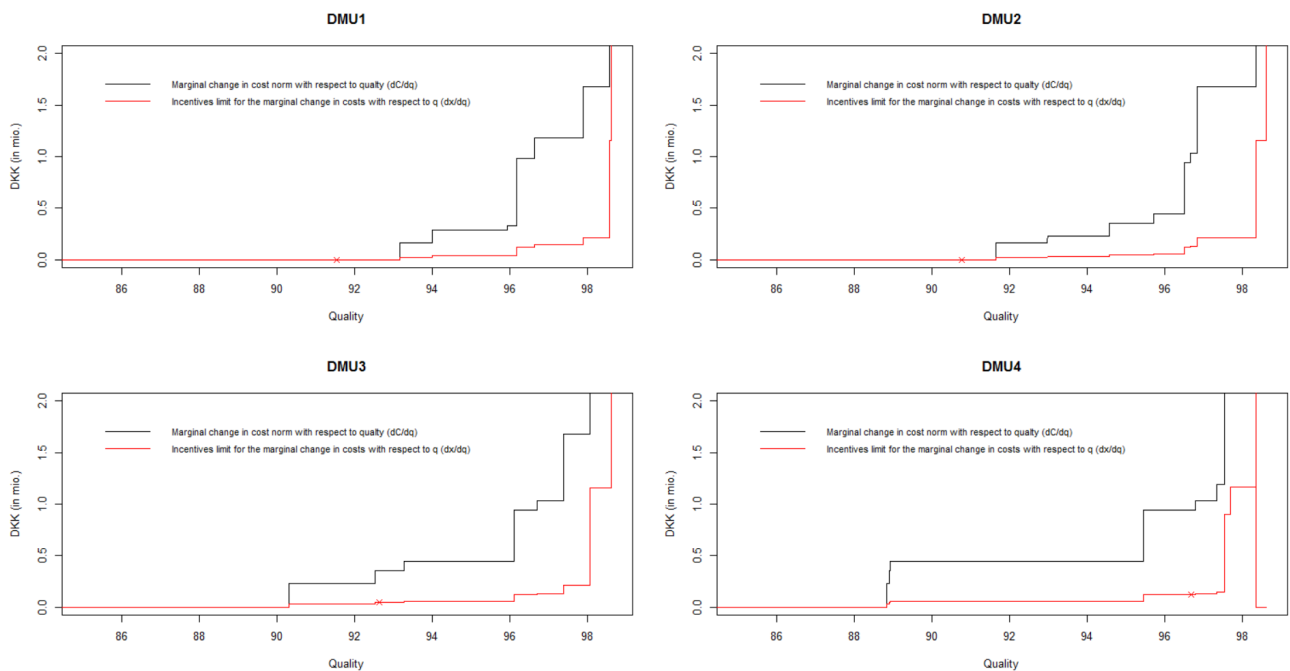 DMU1
DMU2
2.0
1.5
1.0
0.5
0.0
DKK (in mio.)
Marginal change in cost norm with respect to qualty (dC/dq)
Incentives limit for the marginal change in costs with respect to q (dx/dq)
86 88 90 92 94 96 98
Quality
2.0
1.5
1.0
0.5
0.0
DKK (in mio.)
Marginal change in cost norm with respect to qualty (dC/dq)
Incentives limit for the marginal change in costs with respect to q (dx/dq)
86 88 90 92 94 96 98
Quality
DMU3
DMU4
2.0
1.5
1.0
0.5
0.0
DKK (in mio.)
Marginal change in cost norm with respect to qualty (dC/dq)
Incentives limit for the marginal change in costs with respect to q (dx/dq)
86 88 90 92 94 96 98
Quality
2.0
1.5
1.0
0.5
0.0
DKK (in mio.)
Marginal change in cost norm with respect to qualty (dC/dq)
Incentives limit for the marginal change in costs with respect to q (dx/dq)
86 88 90 92 94 96 98
Quality